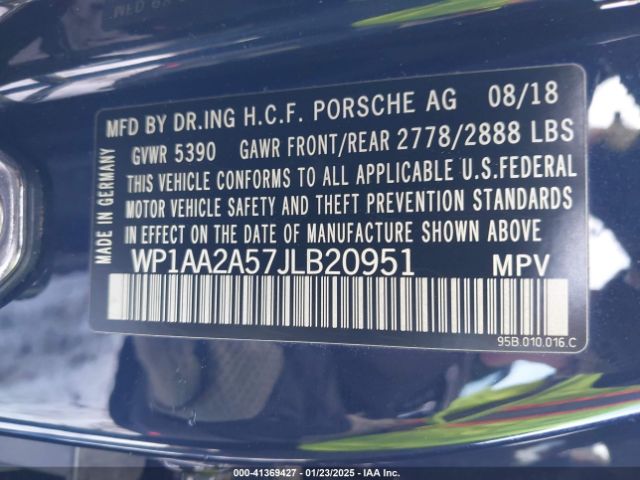 MFD BY DR.ING H.C.F. PORSCHE AG 08/18
GVWR 5390 GAWR FRONT/REAR 2778/2888 LBS
THIS VEHICLE CONFORMS TO ALL APPLICABLE U.S.FEDERAL
MOTOR VEHICLE SAFETY AND THEFT PREVENTION STANDARDS
IN EFFECT ON THE DATE OF MANUFACTURE SHOWN ABOVE
MADE IN GERMANY
WP1AA2A57JLB20951 MPV
95B.010.016.C
000-41369427 - 01/23/2025 - IAA Inc.